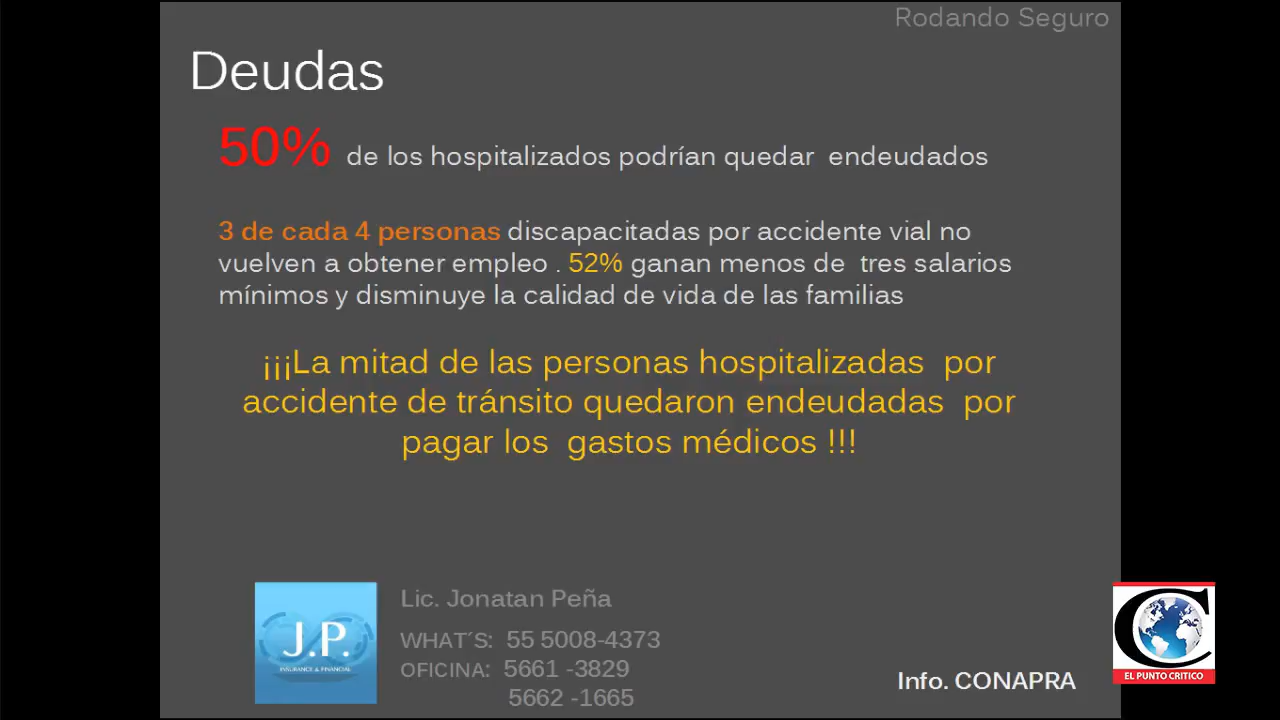 Rodando Seguro
Deudas
50% de los hospitalizados podrían quedar endeudados
3 de cada 4 personas discapacitadas por accidente vial no
vuelven a obtener empleo . 52% ganan menos de tres salarios
mínimos y disminuye la calidad de vida de las familias
¡¡¡La mitad de las personas hospitalizadas por
accidente de tránsito quedaron endeudadas por
pagar los gastos médicos !!!
J.P.
INSURANCE & FINANCIAL
Lic. Jonatan Peña
WHAT´S: 55 5008-4373
OFICINA: 5661 -3829
5662 -1665
Info. CONAPRA
C
EL PUNTO CRITICO